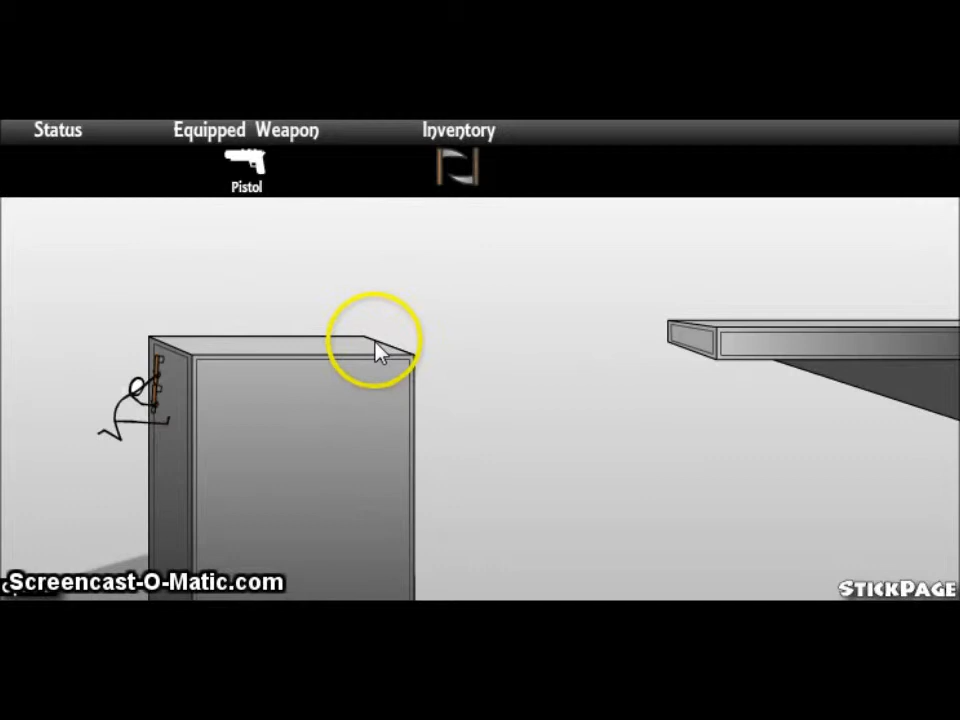 Status
Equipped Weapon
Inventory
Pistol
Screencast-O-Matic.com
StickPage